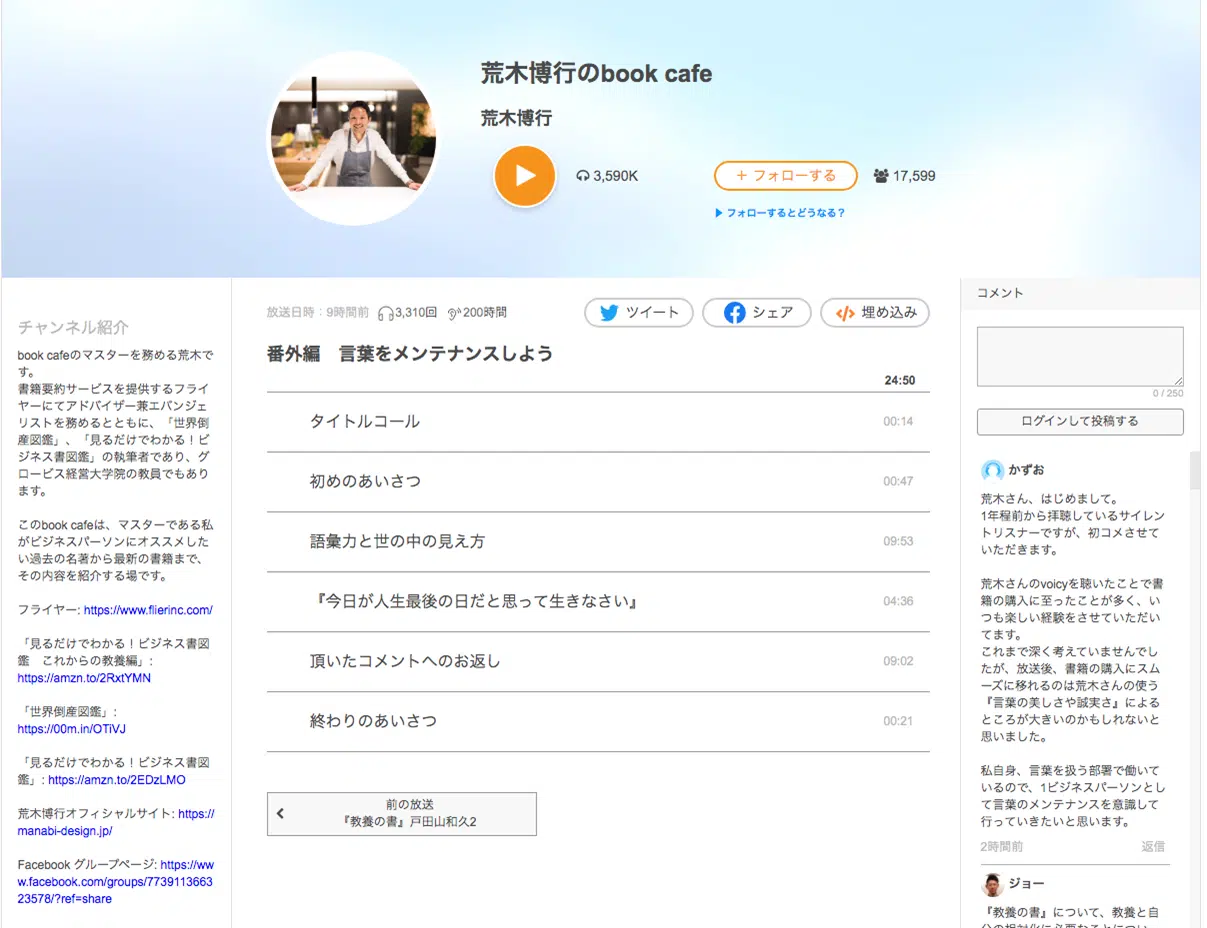 荒木博行のbook cafe
荒木博行
3,590K
＋ フォローする
17,599
フォローするとどうなる？
チャンネル紹介
book cafeのマスターを務める荒木で
す。
書籍要約サービスを提供するフライ
ヤーにてアドバイザー兼エバンジェ
リストを務めるとともに、「世界倒
産図鑑」、「見るだけでわかる！ビ
ジネス書図鑑」の執筆者であり、グ
ロービス経営大学院の教員でもあり
ます。
このbook cafeは、マスターである私
がビジネスパーソンにオススメした
い過去の名著から最新の書籍まで、
その内容を紹介する場です。
フライヤー: https://www.flierinc.com/
「見るだけでわかる！ビジネス書図
鑑　これからの教養編」:
https://amzn.to/2RxtYMN
「世界倒産図鑑」:
https://00m.in/OTiVJ
「見るだけでわかる！ビジネス書図
鑑」: https://amzn.to/2EDzLMO
荒木博行オフィシャルサイト: https://
manabi-design.jp/
Facebook グループページ: https://ww
w.facebook.com/groups/7739113663
23578/?ref=share
放送日時：9時間前 3,310回 200時間
ツイート
シェア
埋め込み
番外編　言葉をメンテナンスしよう
24:50
タイトルコール 00:14
初めのあいさつ 00:47
語彙力と世の中の見え方 09:53
『今日が人生最後の日だと思って生きなさい』 04:36
頂いたコメントへのお返し 09:02
終わりのあいさつ 00:21
前の放送
『教養の書』戸田山和久2
コメント
0 / 250
ログインして投稿する
かずお
荒木さん、はじめまして。
1年程前から拝聴しているサイレン
トリスナーですが、初コメさせて
いただきます。
荒木さんのvoicyを聴いたことで書
籍の購入に至ったことが多く、い
つも楽しい経験をさせていただい
てます。
これまで深く考えていませんでし
たが、放送後、書籍の購入にスム
ーズに移れるのは荒木さんの使う
『言葉の美しさや誠実さ』による
ところが大きいのかもしれないと
思いました。
私自身、言葉を扱う部署で働いて
いるので、1ビジネスパーソンとし
て言葉のメンテナンスを意識して
行っていきたいと思います。
2時間前 返信
ジョー
『教養の書』について、教養と自